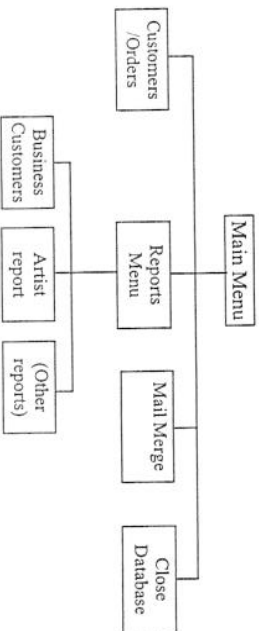 Main Menu
Customers
/Orders
Reports
Menu
Mail Merge
Close
Database
Business
Customers
Artist
report
(Other
reports)